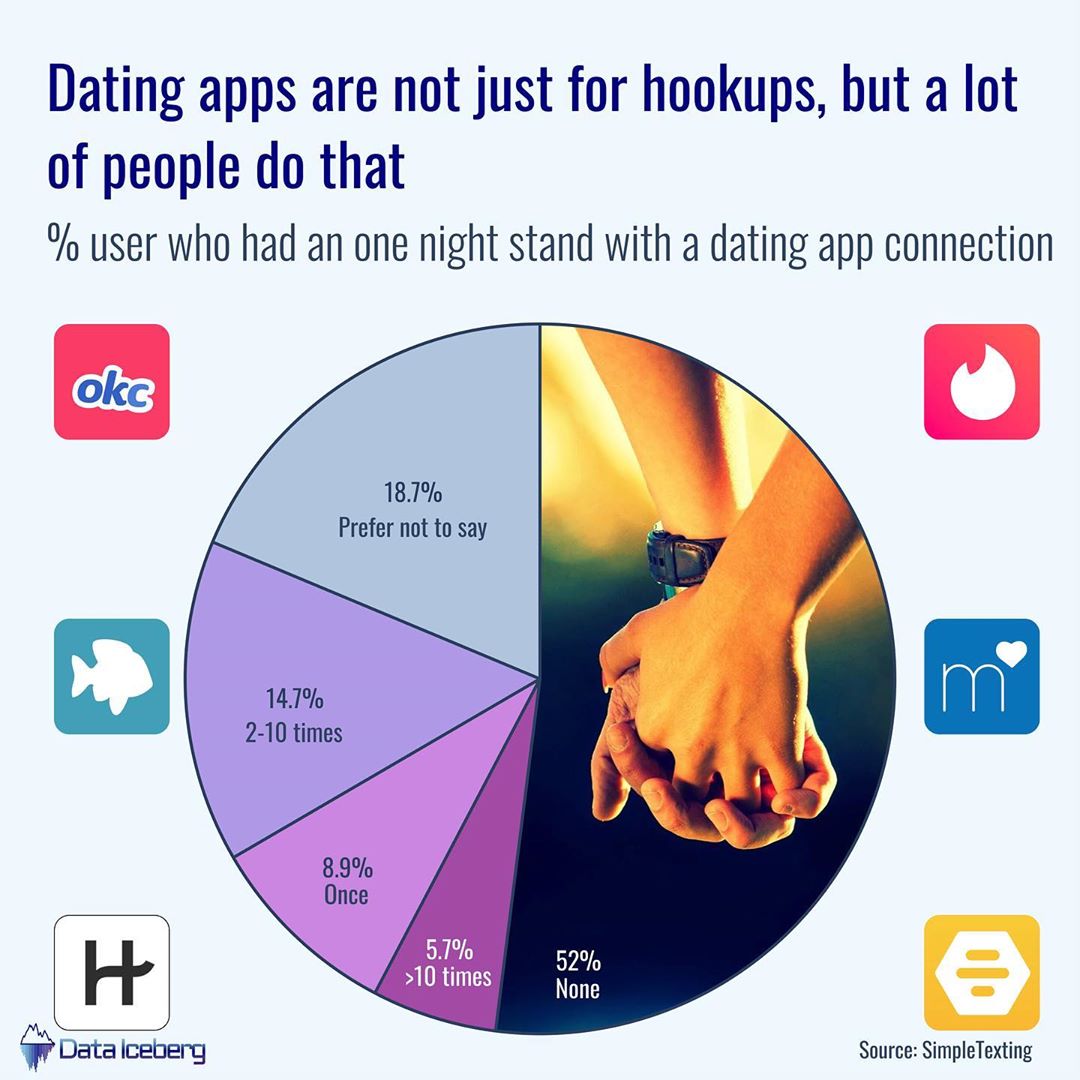 Dating apps are not just for hookups, but a lot
of people do that
% user who had an one night stand with a dating app connection
okc
18.7%
Prefer not to say
14.7%
2-10 times
m
8.9%
Once
5.7%
>10 times
52%
None
H
Data Iceberg
Source: SimpleTexting